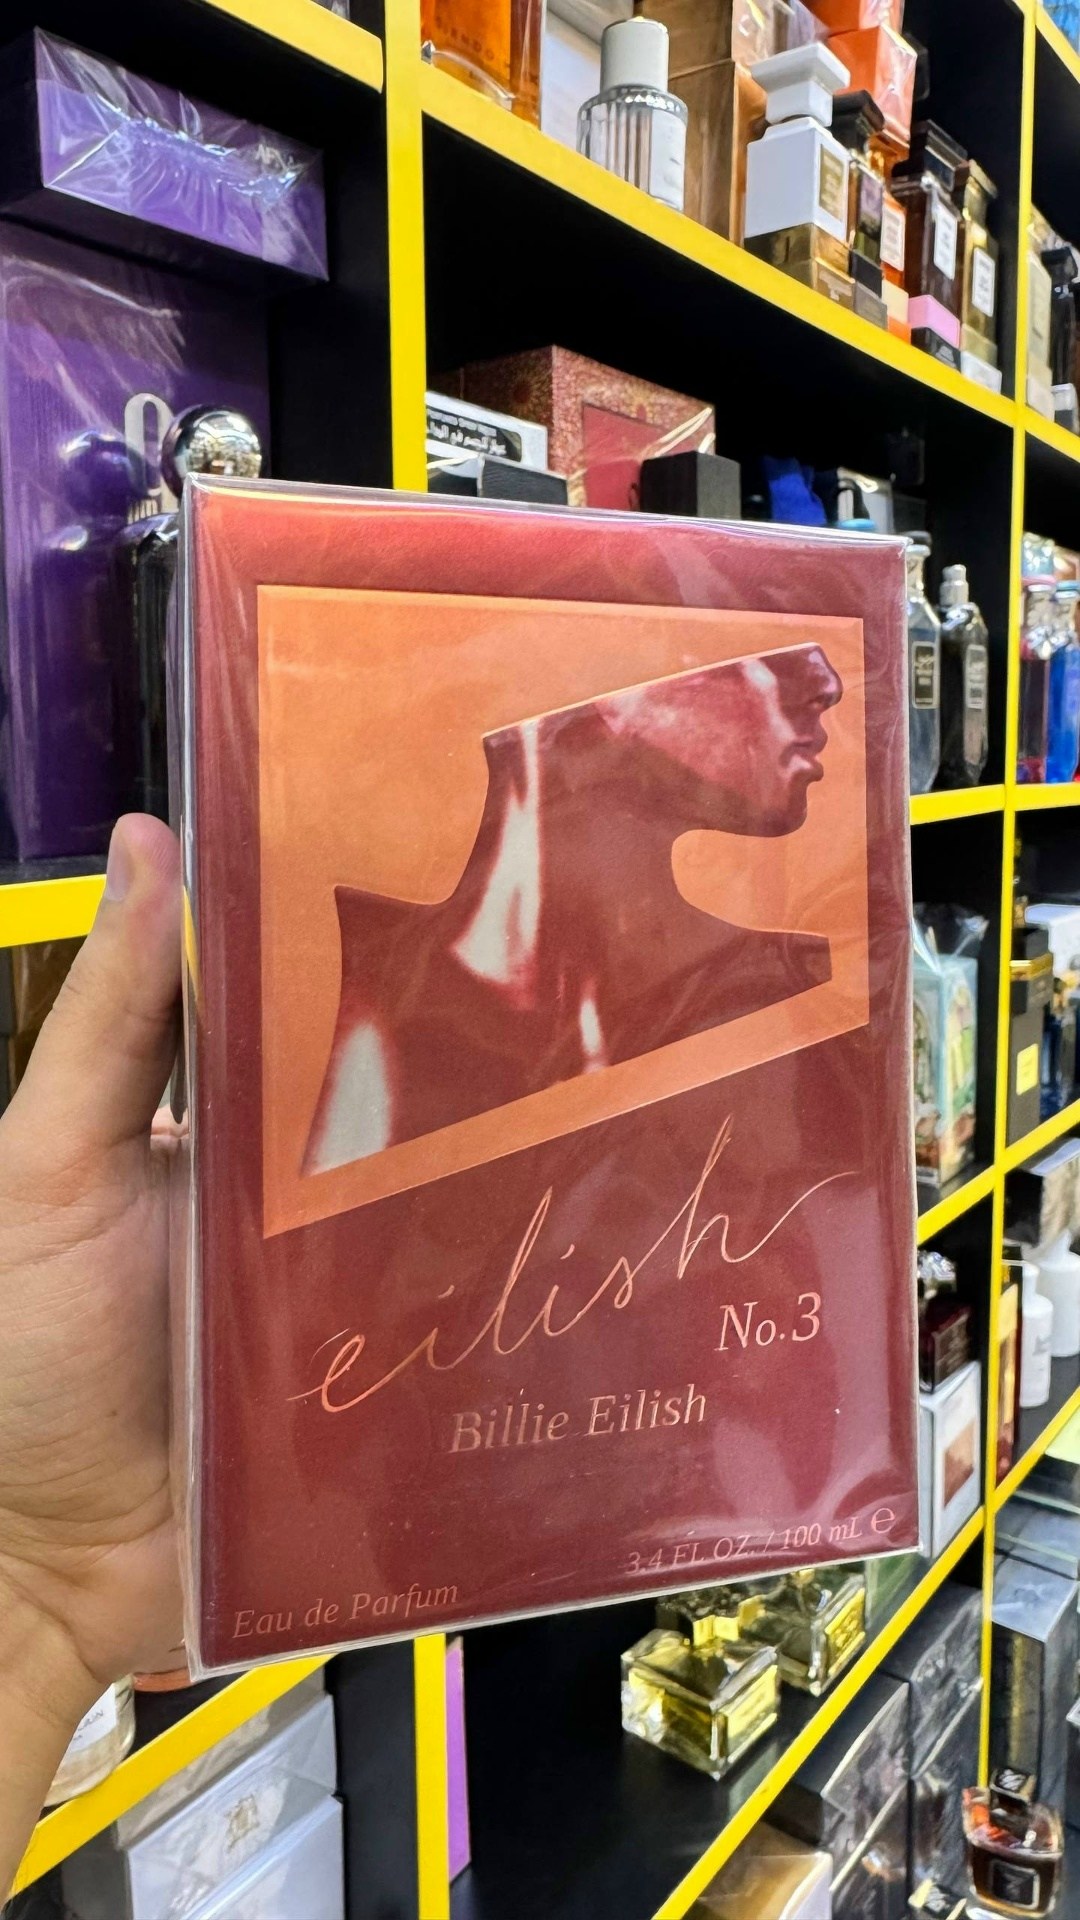 eilish
No.3
Billie Eilish
3.4 FL OZ. / 100 mL ℮
Eau de Parfum